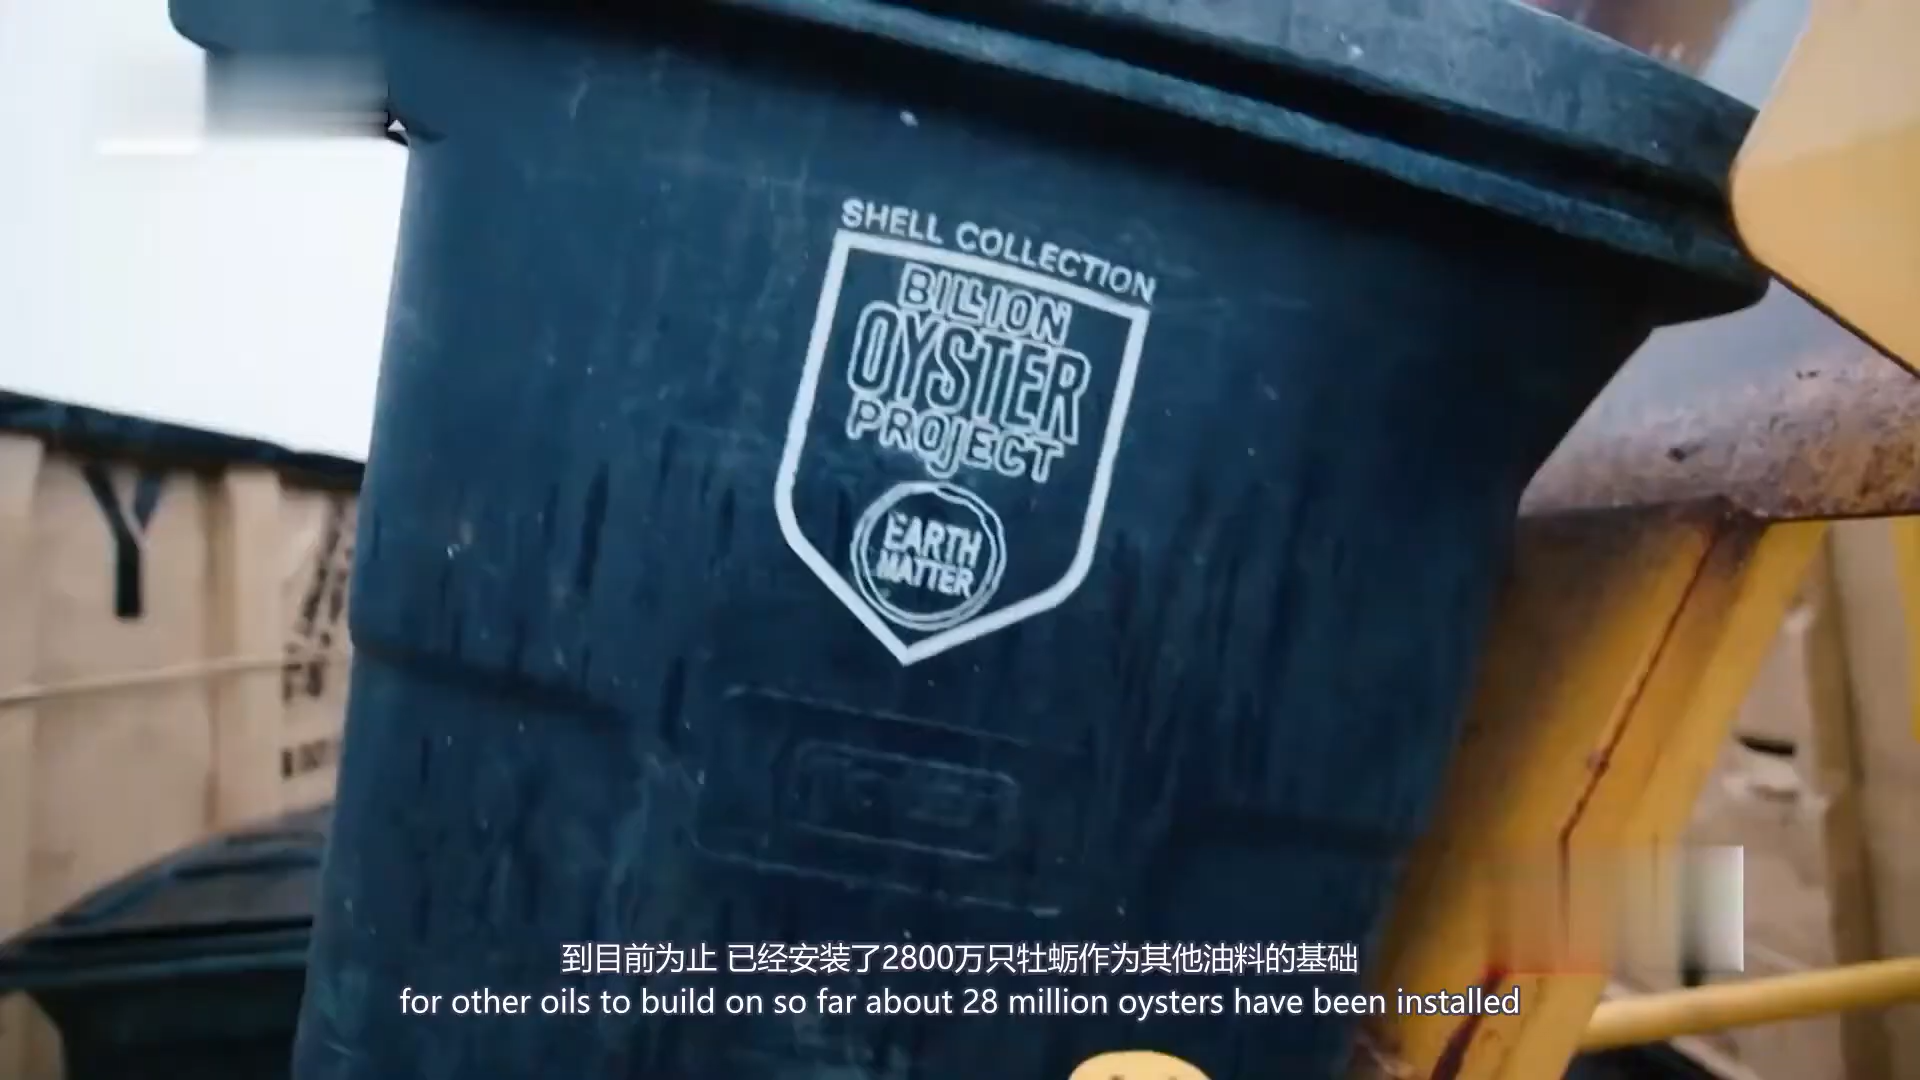 SHELL COLLECTION
BILLION
OYSTER
PROJECT
EARTH
MATTER
Y
到目前为止 已经安装了2800万只牡蛎作为其他油料的基础
for other oils to build on so far about 28 million oysters have been installed